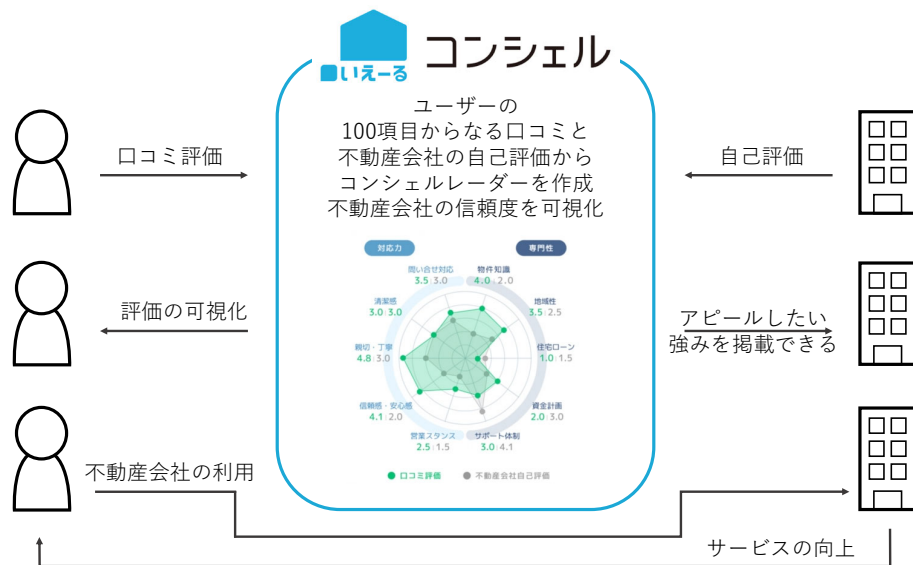 いえーる コンシェル
ユーザーの
100項目からなる口コミと
不動産会社の自己評価から
コンシェルレーダーを作成
不動産会社の信頼度を可視化
口コミ評価
自己評価
対応力
専門性
問い合せ対応
3.5:3.0
物件知識
4.0:2.0
清潔感
3.0:3.0
地域性
3.5:2.5
評価の可視化
アピールしたい
強みを掲載できる
親切・丁寧
4.8:3.0
住宅ローン
1.0:1.5
信頼感・安心感
4.1:2.0
資金計画
2.0:3.0
営業スタンス
2.5:1.5
サポート体制
3.0:4.1
口コミ評価
不動産会社自己評価
不動産会社の利用
サービスの向上